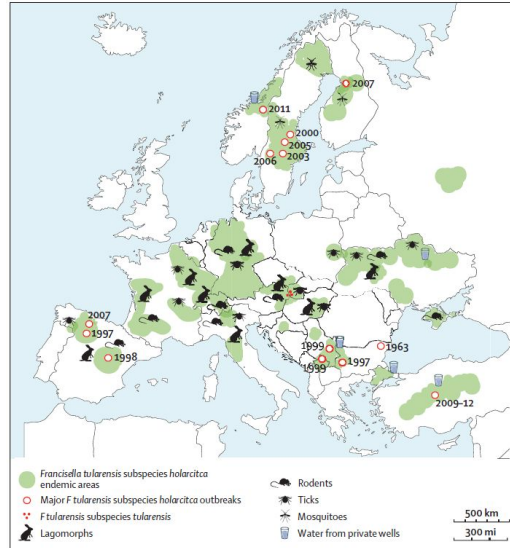 2007
2011
2000
2005
2006
2003
2007
1997
1998
1999
1999
1997
1963
2009–12
Francisella tularensis subspecies holarcitca
endemic areas
Major F tularensis subspecies holarcitca outbreaks
F tularensis subspecies tularensis
Lagomorphs
Rodents
Ticks
Mosquitoes
Water from private wells
500 km
300 mi